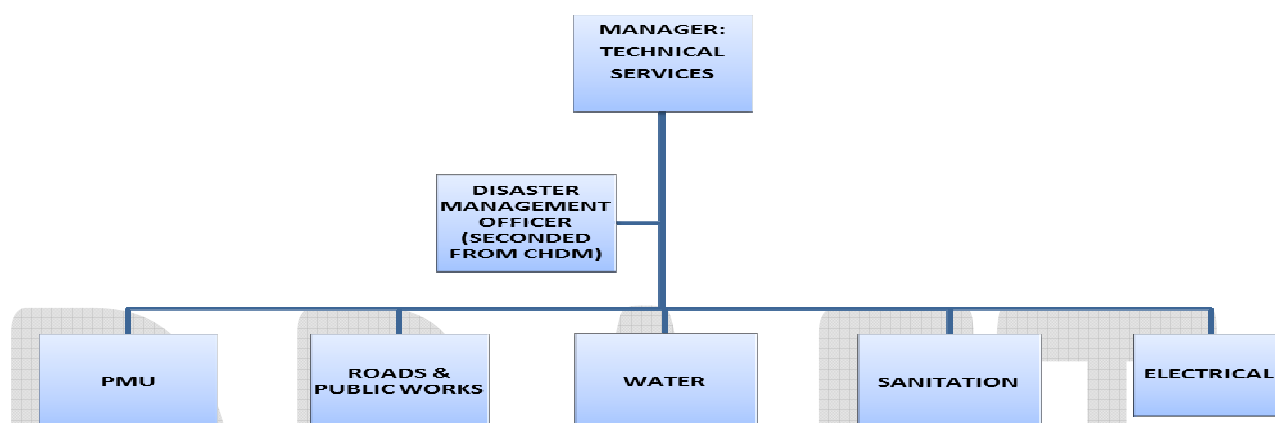 MANAGER:
TECHNICAL
SERVICES
DISASTER
MANAGEMENT
OFFICER
(SECONDED
FROM CHDM)
PMU
ROADS &
PUBLIC WORKS
WATER
SANITATION
ELECTRICAL